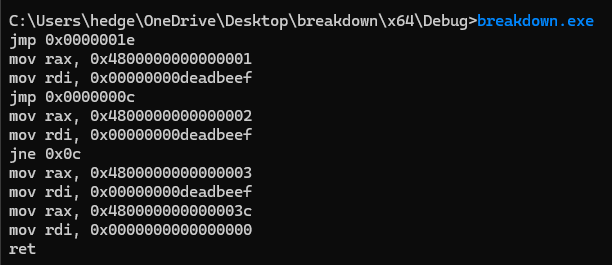 C:\Users\hedge\OneDrive\Desktop\breakdown\x64\Debug>breakdown.exe
jmp 0x0000001e
mov rax, 0x4800000000000001
mov rdi, 0x00000000deadbeef
jmp 0x0000000c
mov rax, 0x4800000000000002
mov rdi, 0x00000000deadbeef
jne 0x0c
mov rax, 0x4800000000000003
mov rdi, 0x00000000deadbeef
mov rax, 0x480000000000003c
mov rdi, 0x0000000000000000
ret